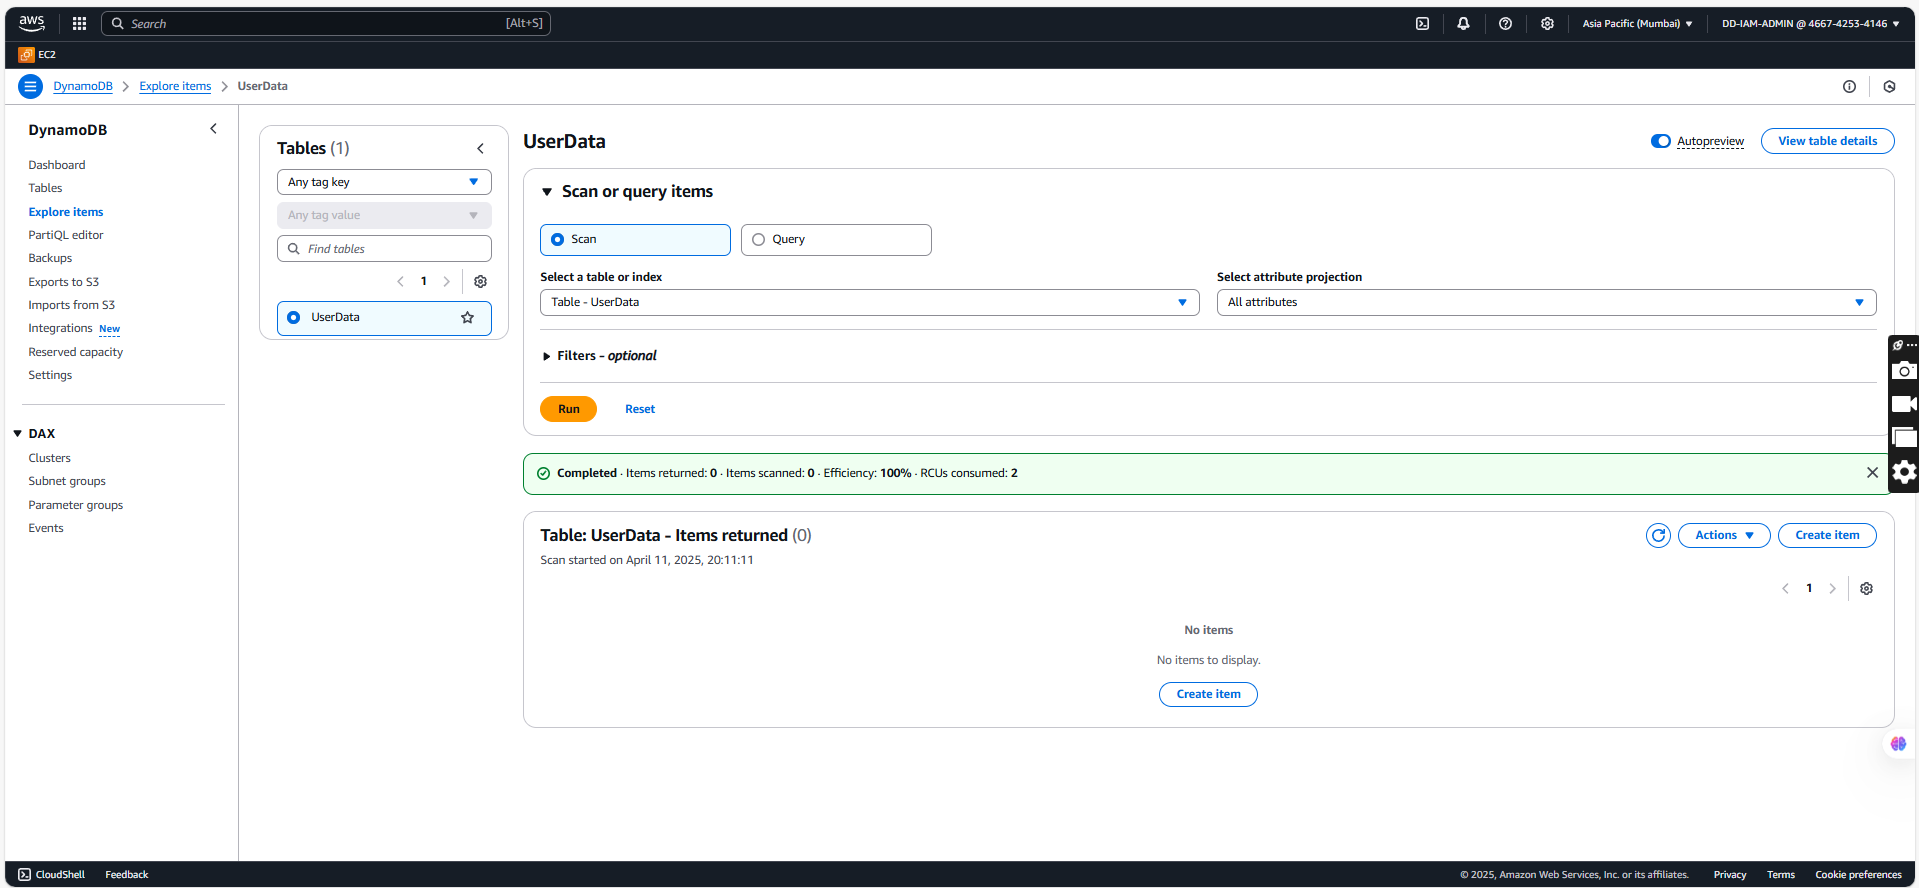 aws
Search
[Alt+S]
Asia Pacific (Mumbai)
DD-IAM-ADMIN @ 4667-4253-4146
EC2
DynamoDB
Explore items
UserData
DynamoDB
Dashboard
Tables
Explore items
PartiQL editor
Backups
Exports to S3
Imports from S3
Integrations New
Reserved capacity
Settings
DAX
Clusters
Subnet groups
Parameter groups
Events
Tables (1)
Any tag key
Any tag value
Find tables
1
UserData
UserData
Autopreview
View table details
Scan or query items
Scan
Query
Select a table or index
Table - UserData
Select attribute projection
All attributes
Filters - optional
Run
Reset
Completed · Items returned: 0 · Items scanned: 0 · Efficiency: 100% · RCUs consumed: 2
Table: UserData - Items returned (0)
Scan started on April 11, 2025, 20:11:11
Actions
Create item
1
No items
No items to display.
Create item
CloudShell
Feedback
© 2025, Amazon Web Services, Inc. or its affiliates.
Privacy
Terms
Cookie preferences